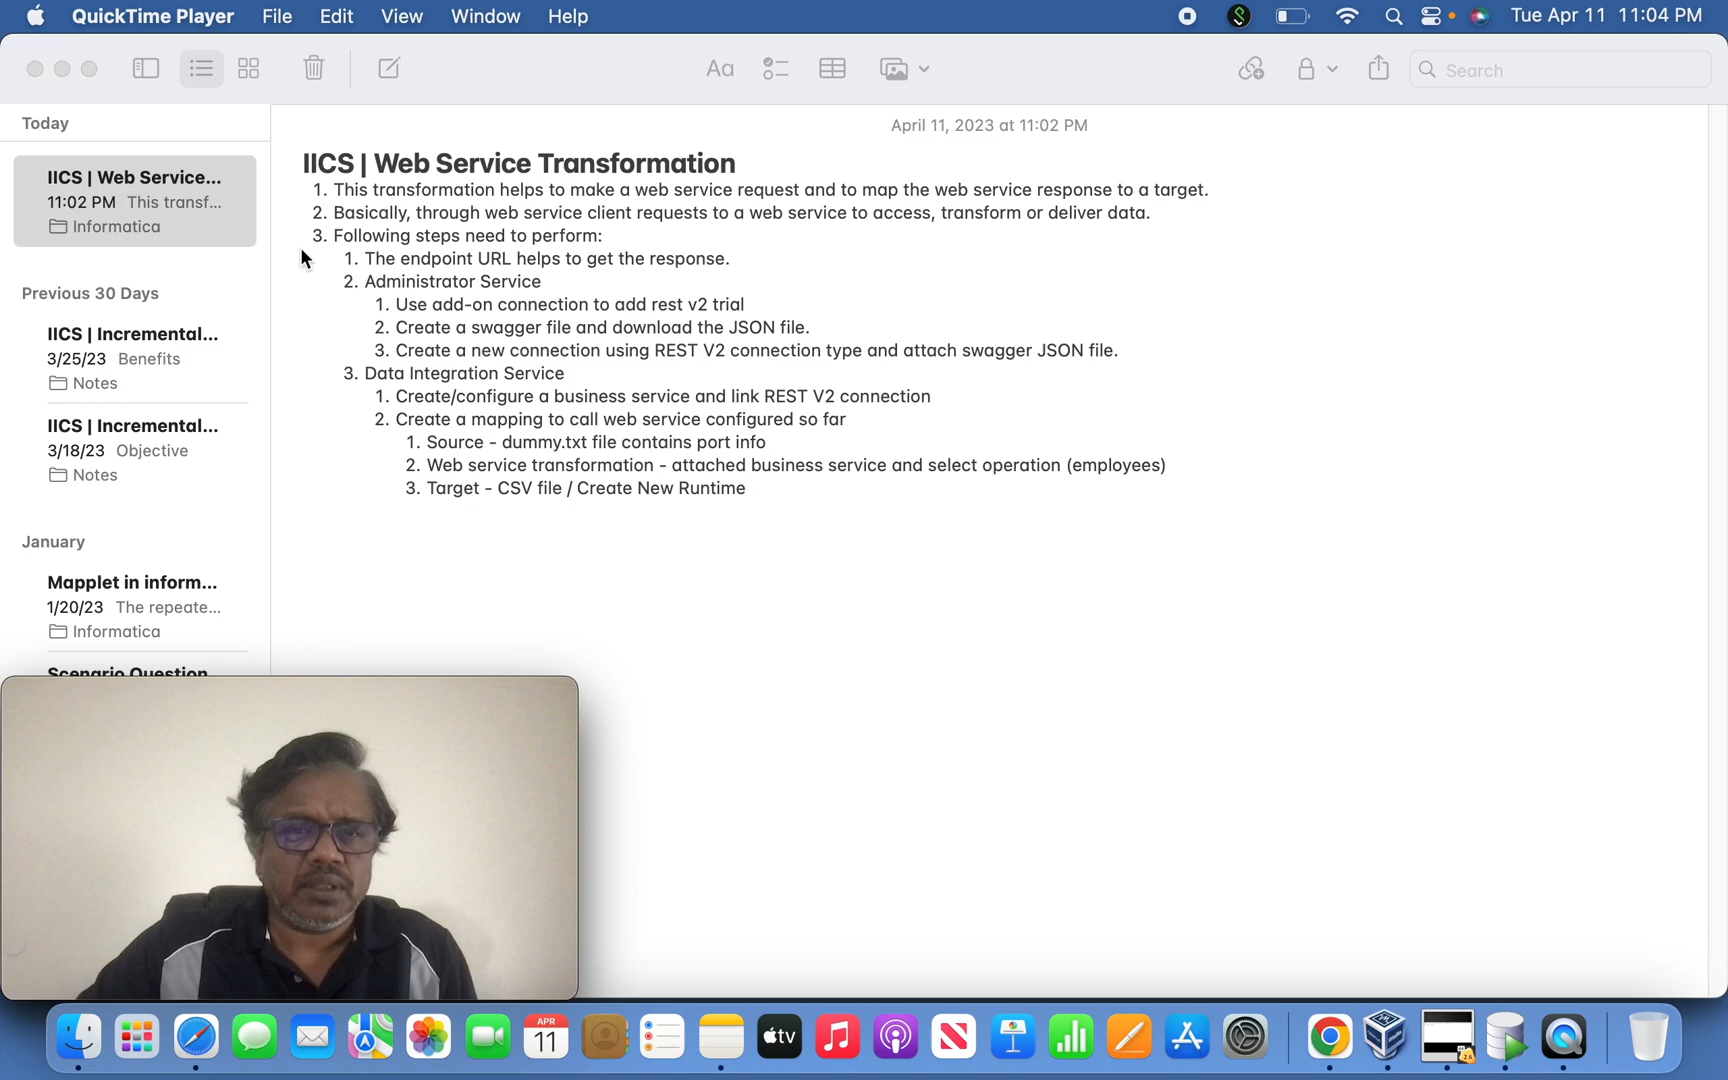 QuickTime Player File Edit View Window Help Tue Apr 11 11:04 PM
Aa Search
Today
IICS | Web Service...
11:02 PM This transf...
Informatica
Previous 30 Days
IICS | Incremental...
3/25/23 Benefits
Notes
IICS | Incremental...
3/18/23 Objective
Notes
January
Mapplet in inform...
1/20/23 The repeate...
Informatica
Scenario Question
April 11, 2023 at 11:02 PM
IICS | Web Service Transformation
1. This transformation helps to make a web service request and to map the web service response to a target.
2. Basically, through web service client requests to a web service to access, transform or deliver data.
3. Following steps need to perform:
1. The endpoint URL helps to get the response.
2. Administrator Service
1. Use add-on connection to add rest v2 trial
2. Create a swagger file and download the JSON file.
3. Create a new connection using REST V2 connection type and attach swagger JSON file.
3. Data Integration Service
1. Create/configure a business service and link REST V2 connection
2. Create a mapping to call web service configured so far
1. Source - dummy.txt file contains port info
2. Web service transformation - attached business service and select operation (employees)
3. Target - CSV file / Create New Runtime
APR
11
tv